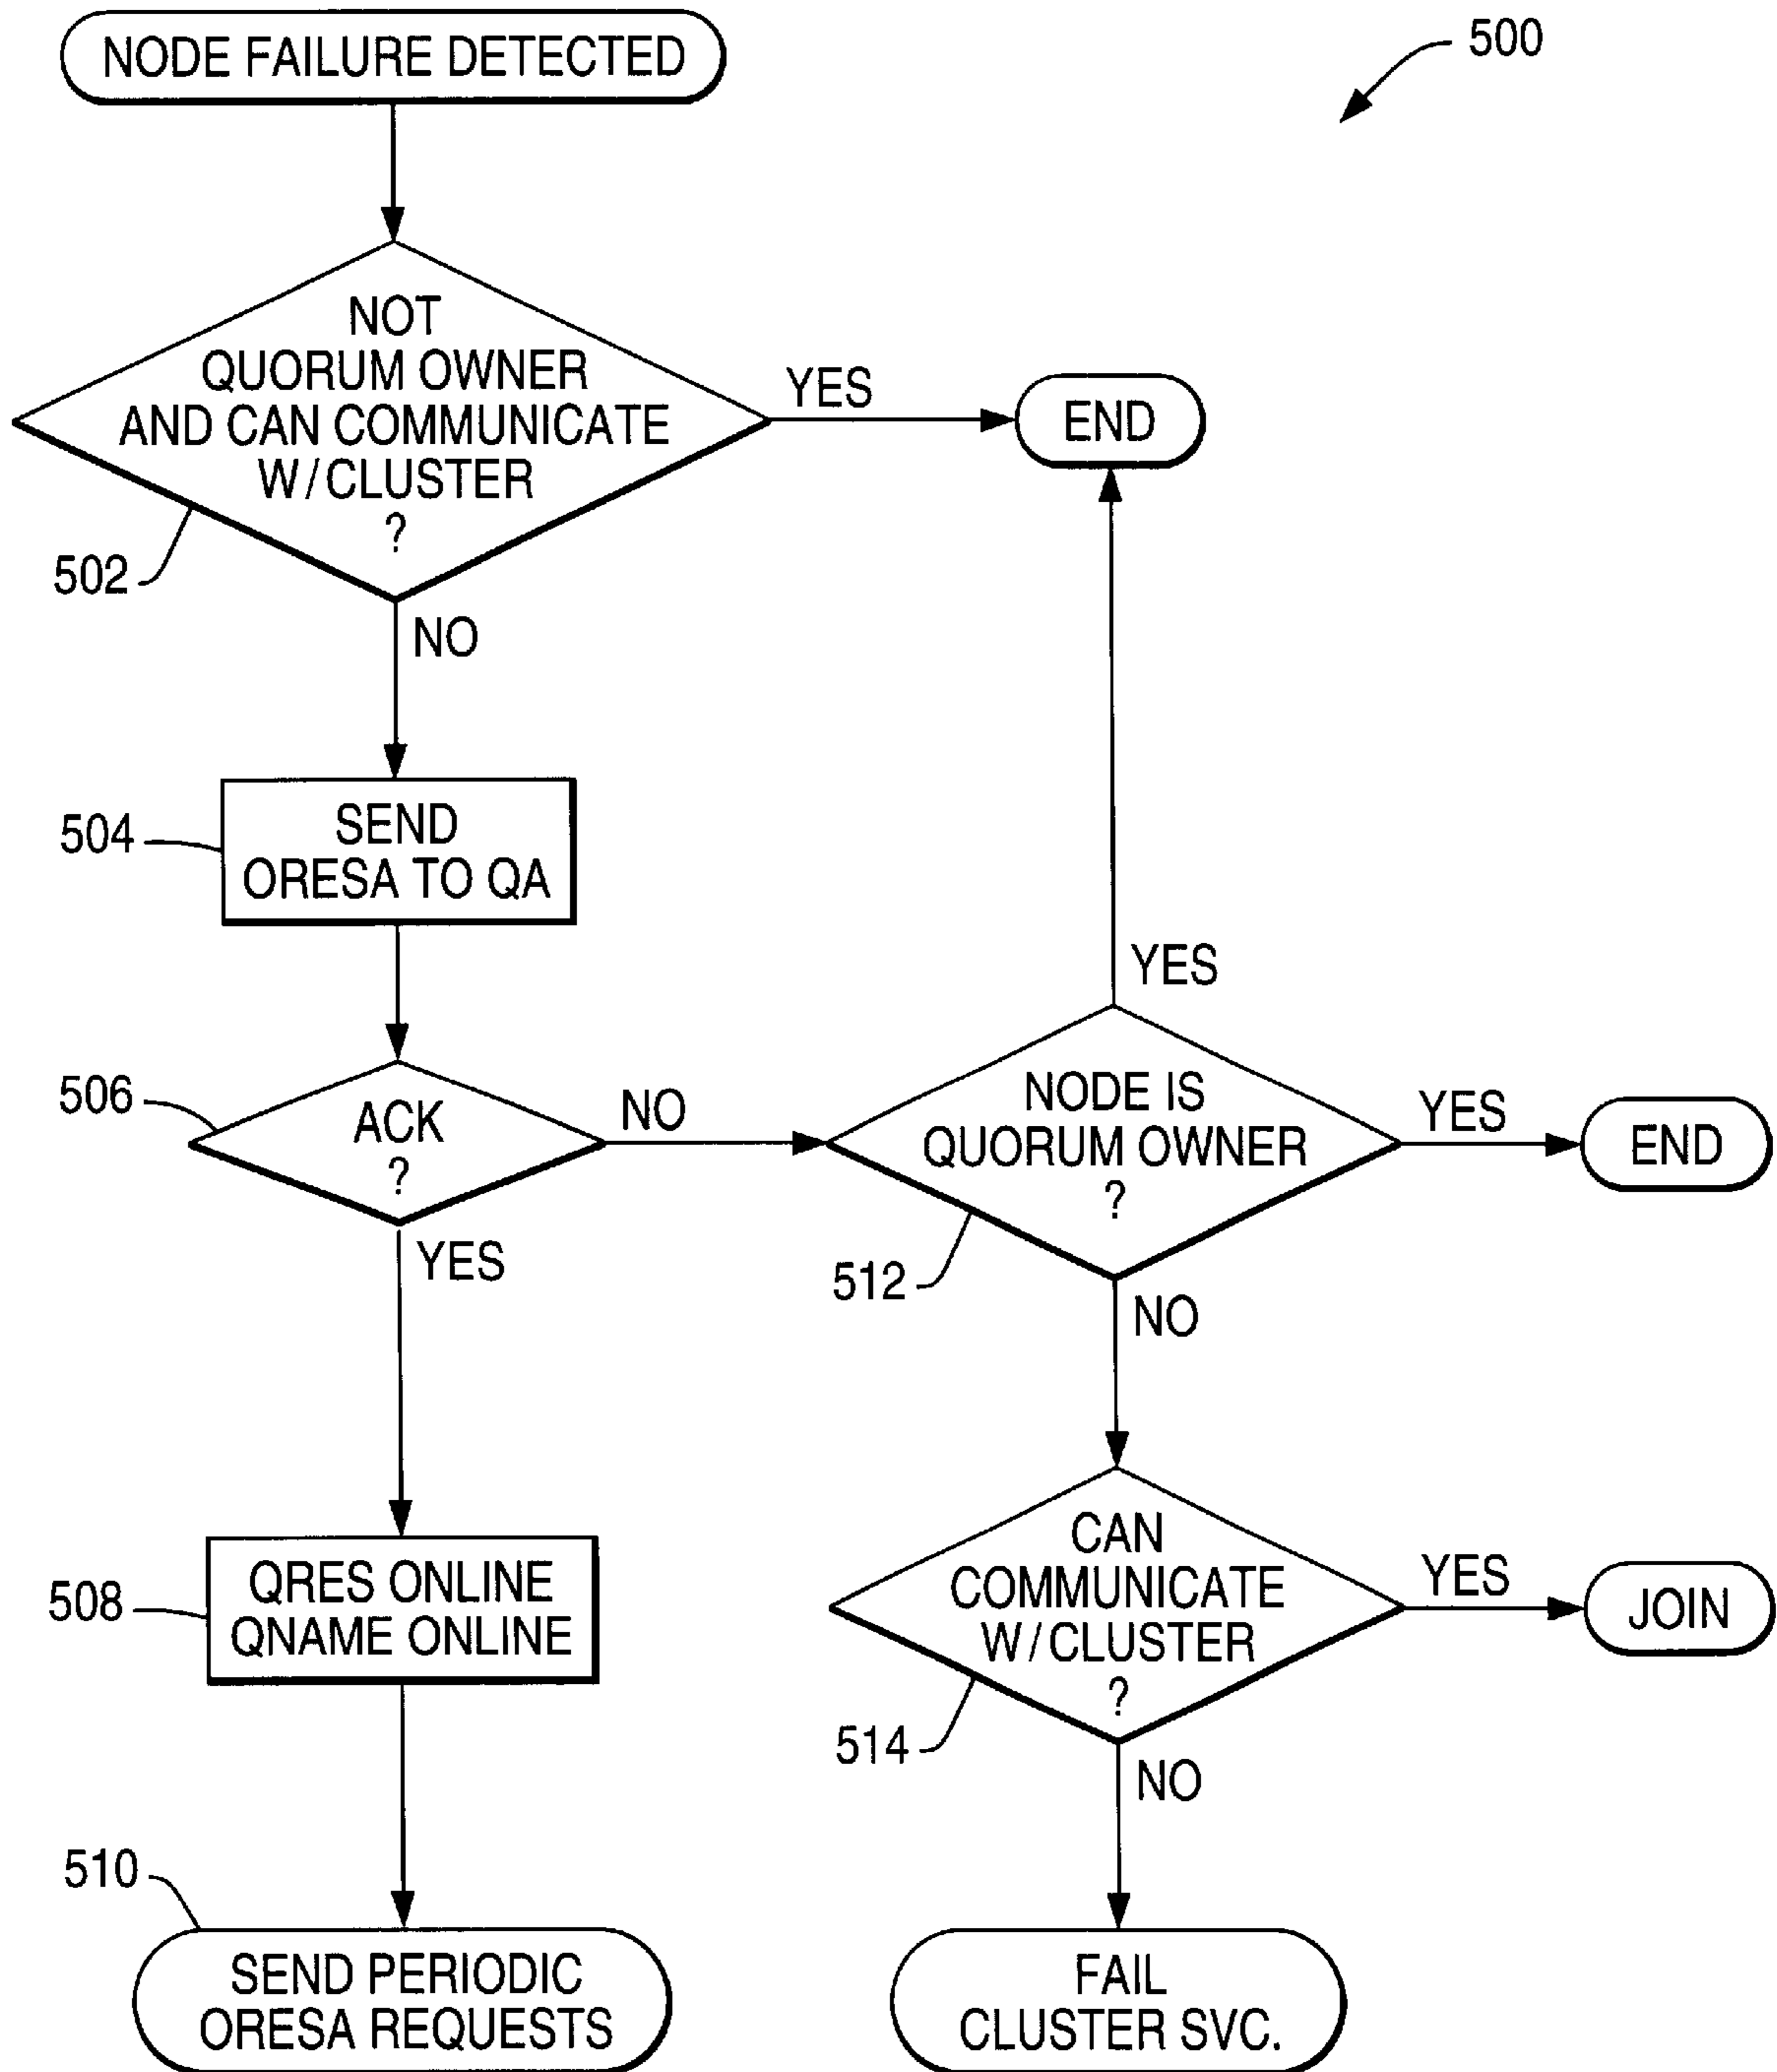 NODE FAILURE DETECTED
500
NOT
QUORUM OWNER
AND CAN COMMUNICATE
W/CLUSTER
?
YES
END
502
NO
504
SEND
ORESA TO QA
YES
506
ACK
?
NO
NODE IS
QUORUM OWNER
?
YES
END
YES
512
NO
508
QRES ONLINE
QNAME ONLINE
CAN
COMMUNICATE
W/CLUSTER
?
YES
JOIN
514
NO
510
SEND PERIODIC
ORESA REQUESTS
FAIL
CLUSTER SVC.